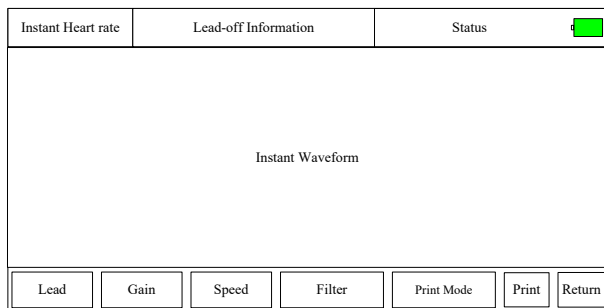 Instant Heart rate
Lead-off Information
Status
Instant Waveform
Lead
Gain
Speed
Filter
Print Mode
Print
Return